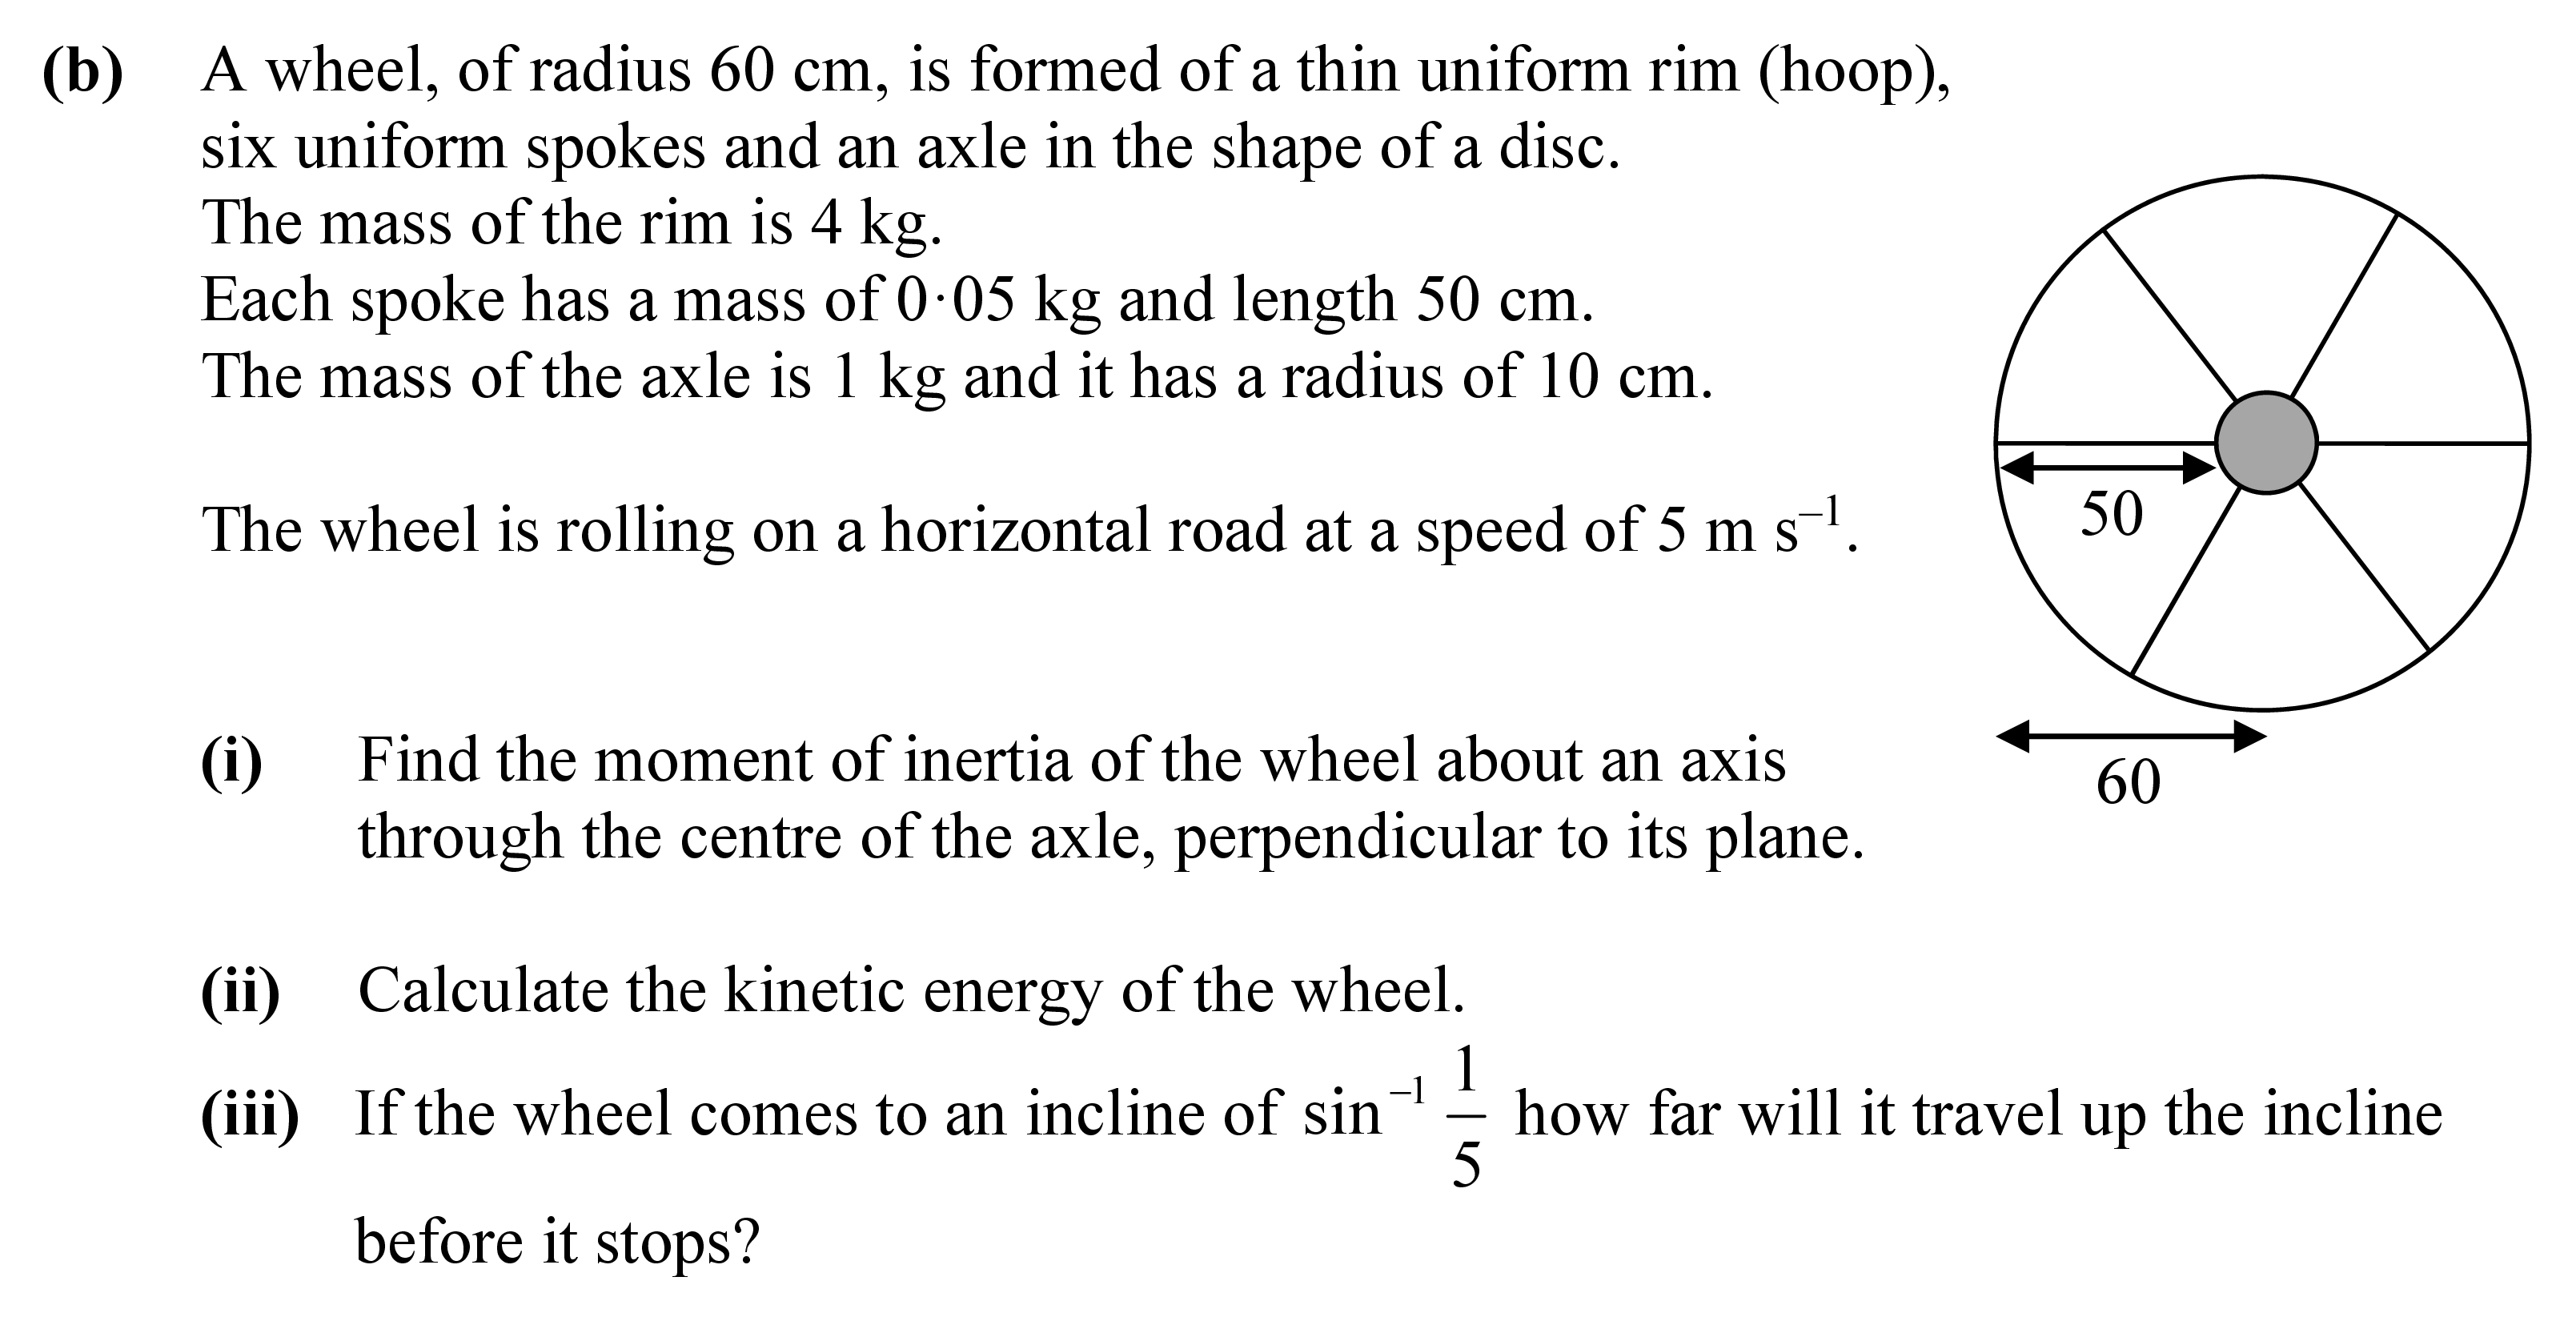 (b) A wheel, of radius 60 cm, is formed of a thin uniform rim (hoop),
six uniform spokes and an axle in the shape of a disc.
The mass of the rim is 4 kg.
Each spoke has a mass of 0·05 kg and length 50 cm.
The mass of the axle is 1 kg and it has a radius of 10 cm.
The wheel is rolling on a horizontal road at a speed of 5 m s⁻¹.
50
60
(i) Find the moment of inertia of the wheel about an axis
through the centre of the axle, perpendicular to its plane.
(ii) Calculate the kinetic energy of the wheel.
(iii) If the wheel comes to an incline of sin⁻¹ 1/5 how far will it travel up the incline
before it stops?